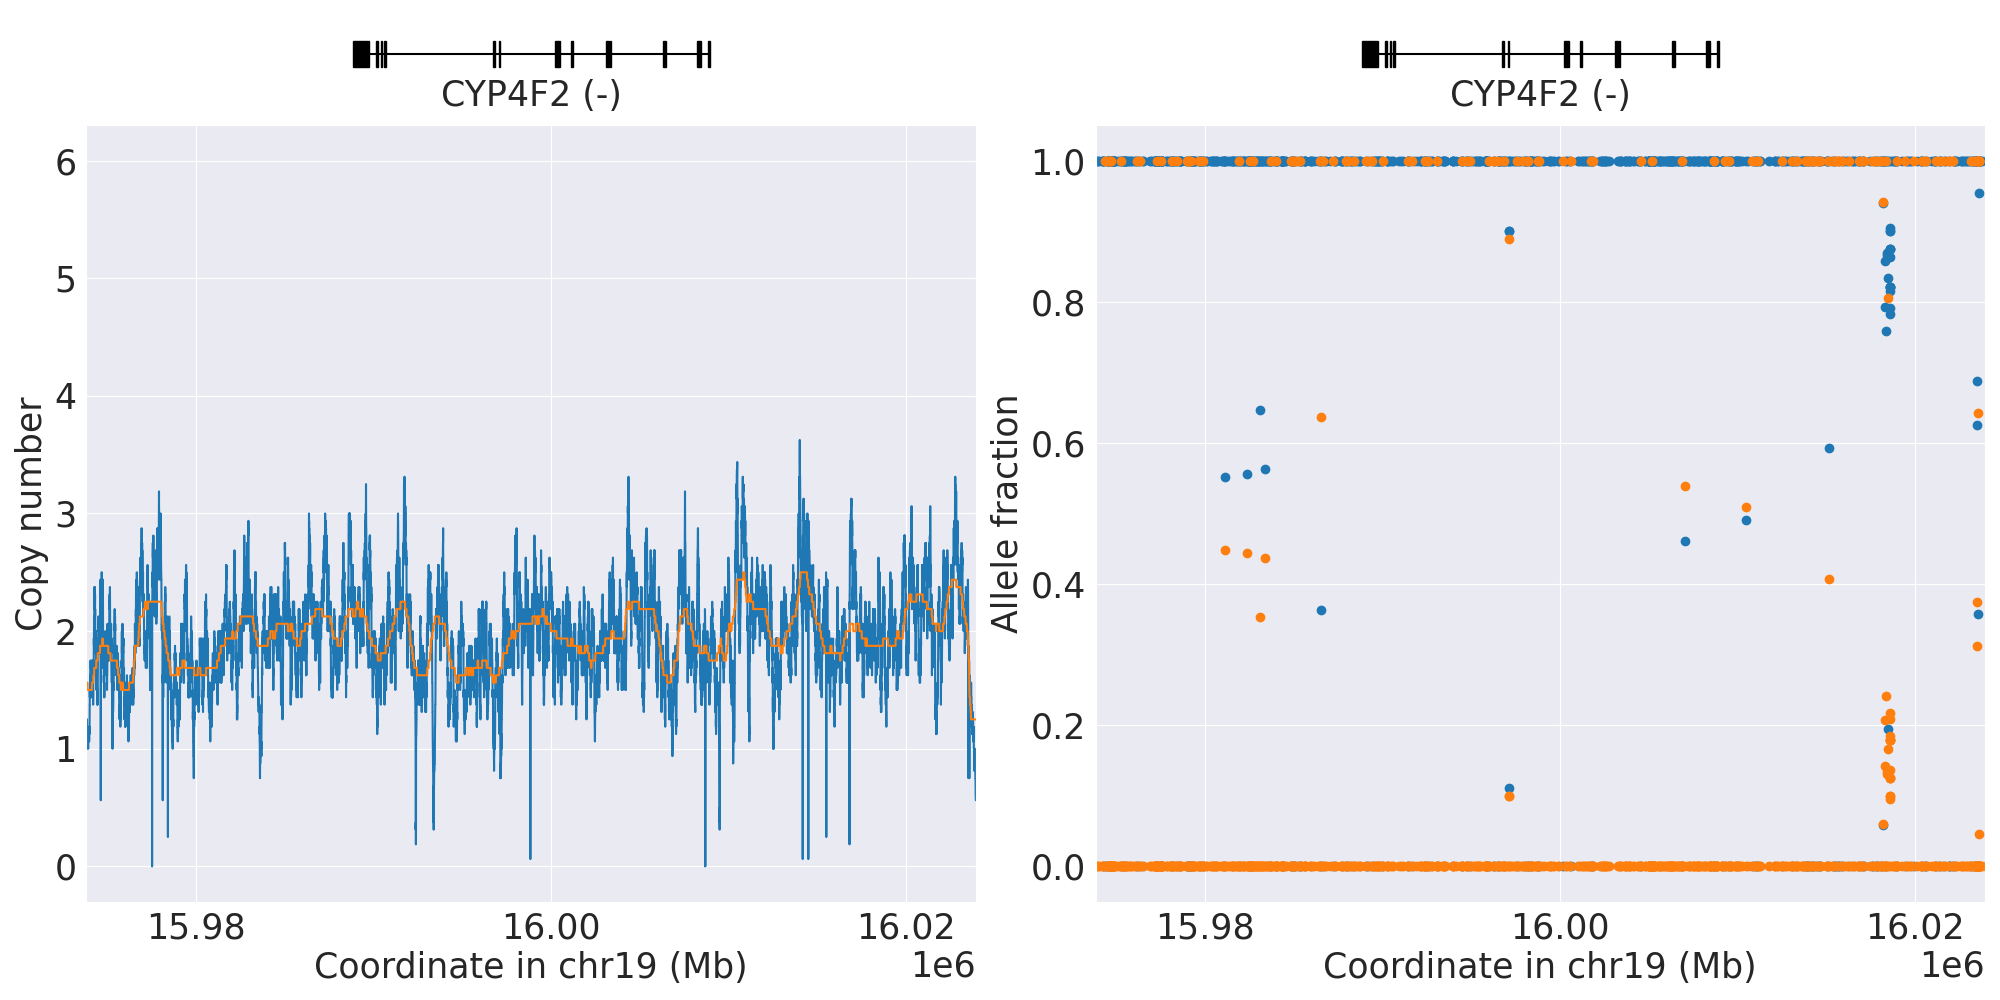 CYP4F2 (-)
6
5
4
3
2
1
0
Copy number
15.98
16.00
16.02
Coordinate in chr19 (Mb)
1e6
CYP4F2 (-)
1.0
0.8
0.6
0.4
0.2
0.0
Allele fraction
15.98
16.00
16.02
Coordinate in chr19 (Mb)
1e6